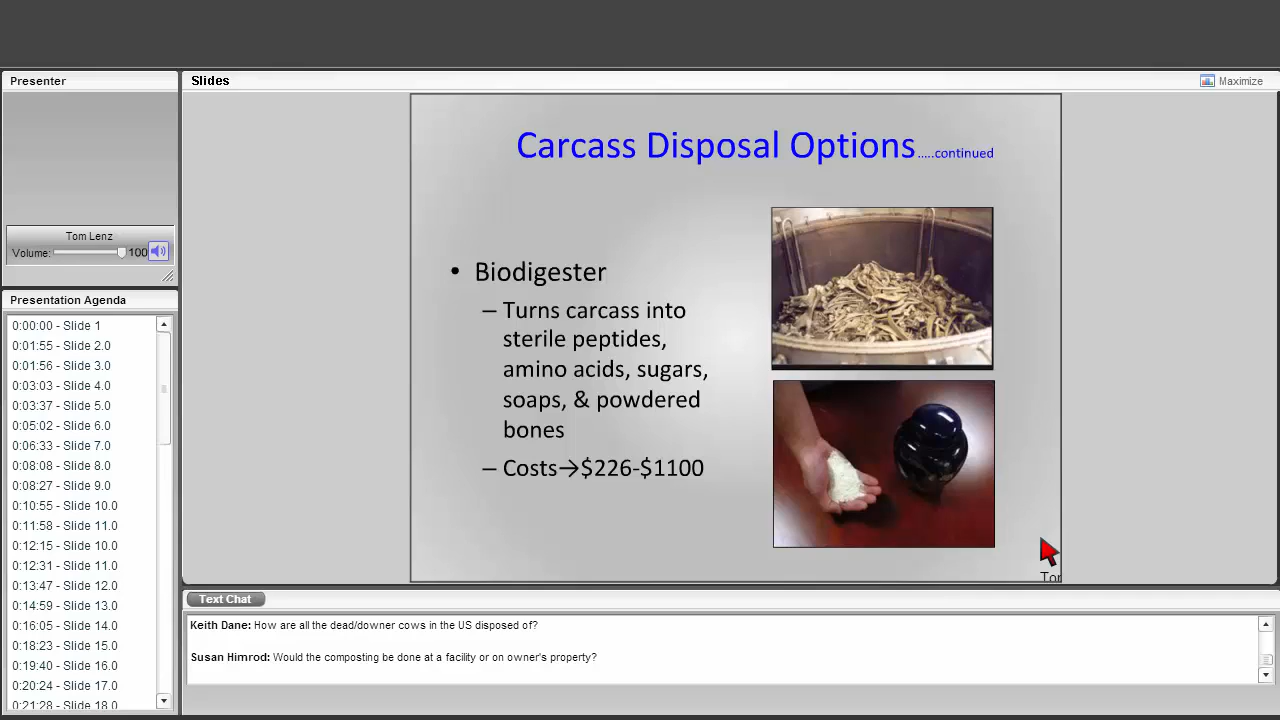 Presenter
Tom Lenz
Volume: 100
Presentation Agenda
0:00:00 - Slide 1
0:01:55 - Slide 2.0
0:01:56 - Slide 3.0
0:03:03 - Slide 4.0
0:03:37 - Slide 5.0
0:05:02 - Slide 6.0
0:06:33 - Slide 7.0
0:08:08 - Slide 8.0
0:08:27 - Slide 9.0
0:10:55 - Slide 10.0
0:11:58 - Slide 11.0
0:12:15 - Slide 10.0
0:12:31 - Slide 11.0
0:13:47 - Slide 12.0
0:14:59 - Slide 13.0
0:16:05 - Slide 14.0
0:18:23 - Slide 15.0
0:19:40 - Slide 16.0
0:20:24 - Slide 17.0
0:21:28 - Slide 18.0
Slides
Maximize
Carcass Disposal Options.....continued
• Biodigester
– Turns carcass into
sterile peptides,
amino acids, sugars,
soaps, & powdered
bones
– Costs→$226-$1100
Tor
Text Chat
Keith Dane: How are all the dead/downer cows in the US disposed of?
Susan Himrod: Would the composting be done at a facility or on owner's property?